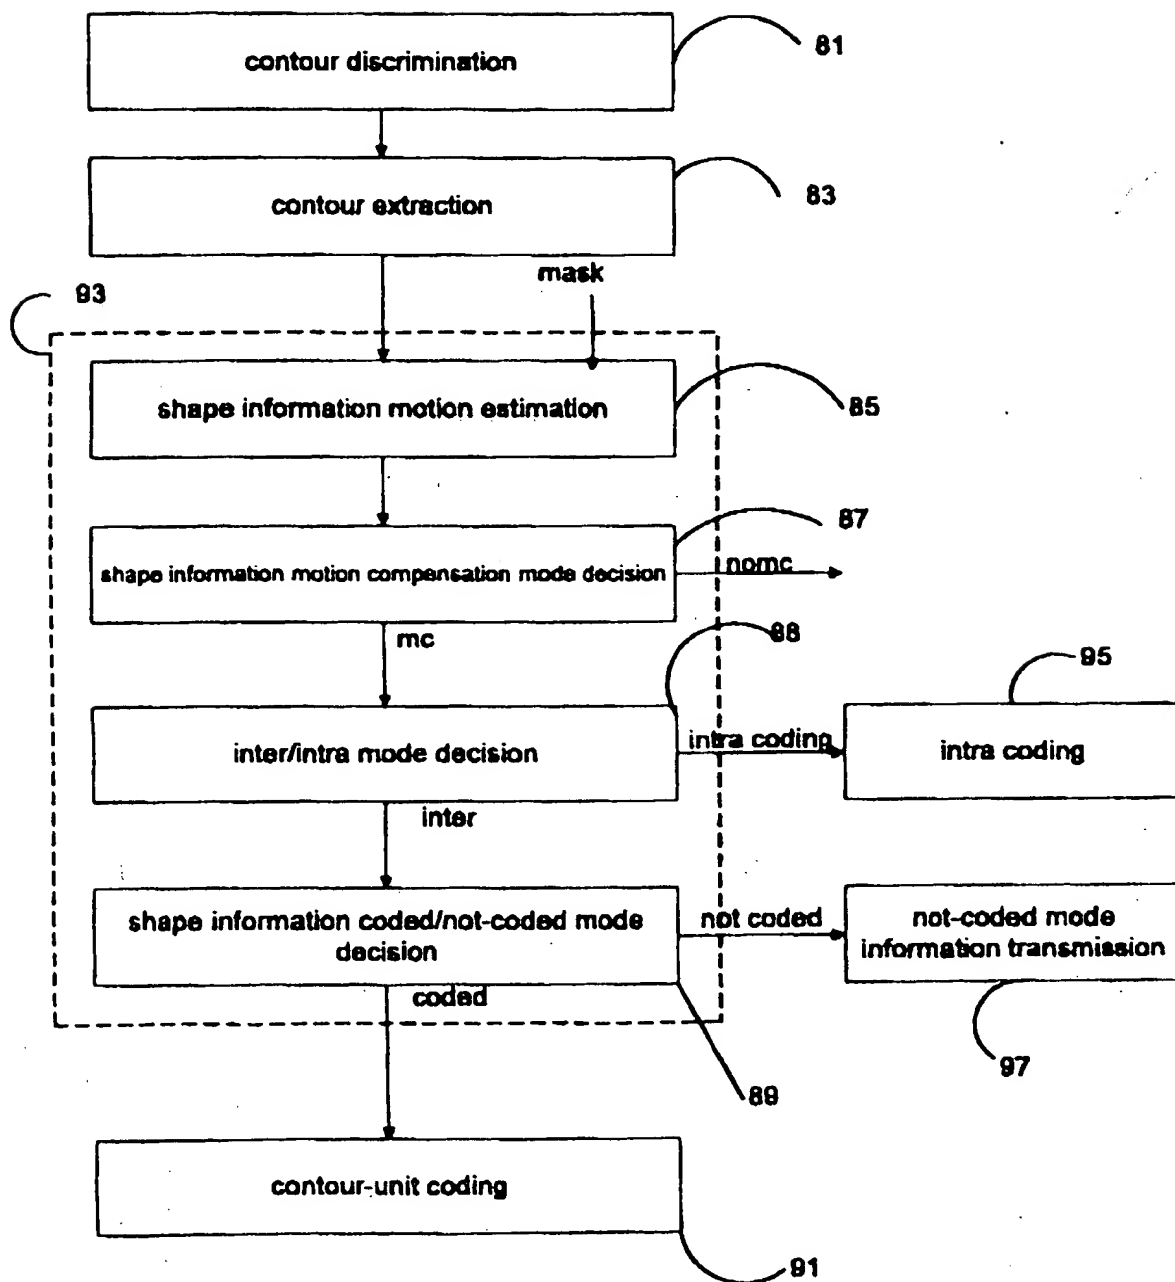 contour discrimination
81
contour extraction
83
mask
93
shape information motion estimation
85
87
shape information motion compensation mode decision
nomc
mc
88
95
inter/intra mode decision
intra coding
intra coding
inter
shape information coded/not-coded mode
decision
not coded
not-coded mode
information transmission
coded
97
89
contour-unit coding
91